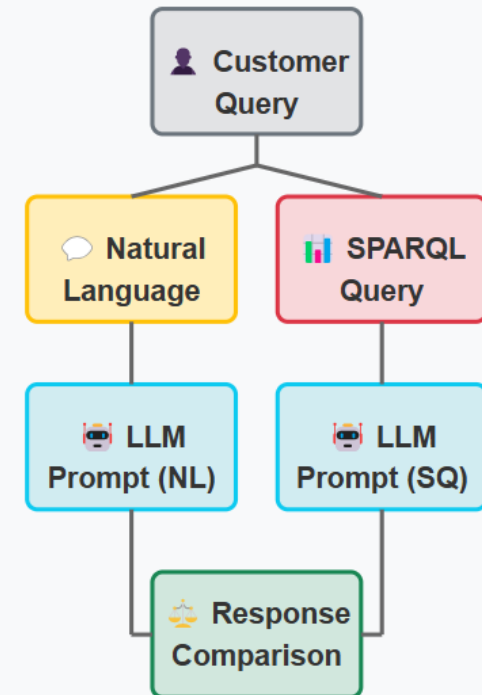 Customer
Query
Natural
Language
SPARQL
Query
LLM
Prompt (NL)
LLM
Prompt (SQ)
Response
Comparison